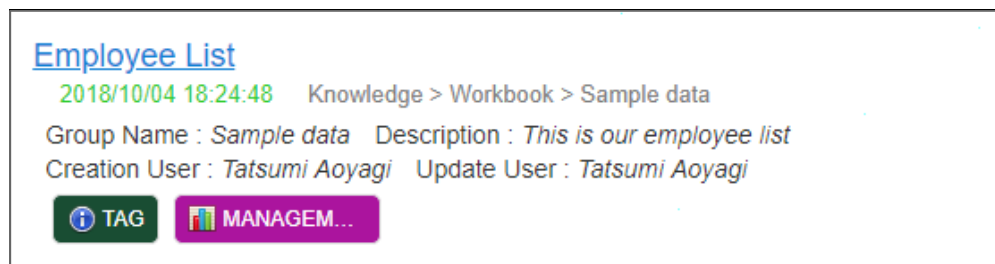 Employee List
2018/10/04 18:24:48 Knowledge > Workbook > Sample data
Group Name : Sample data Description : This is our employee list
Creation User : Tatsumi Aoyagi Update User : Tatsumi Aoyagi
TAG MANAGEM...